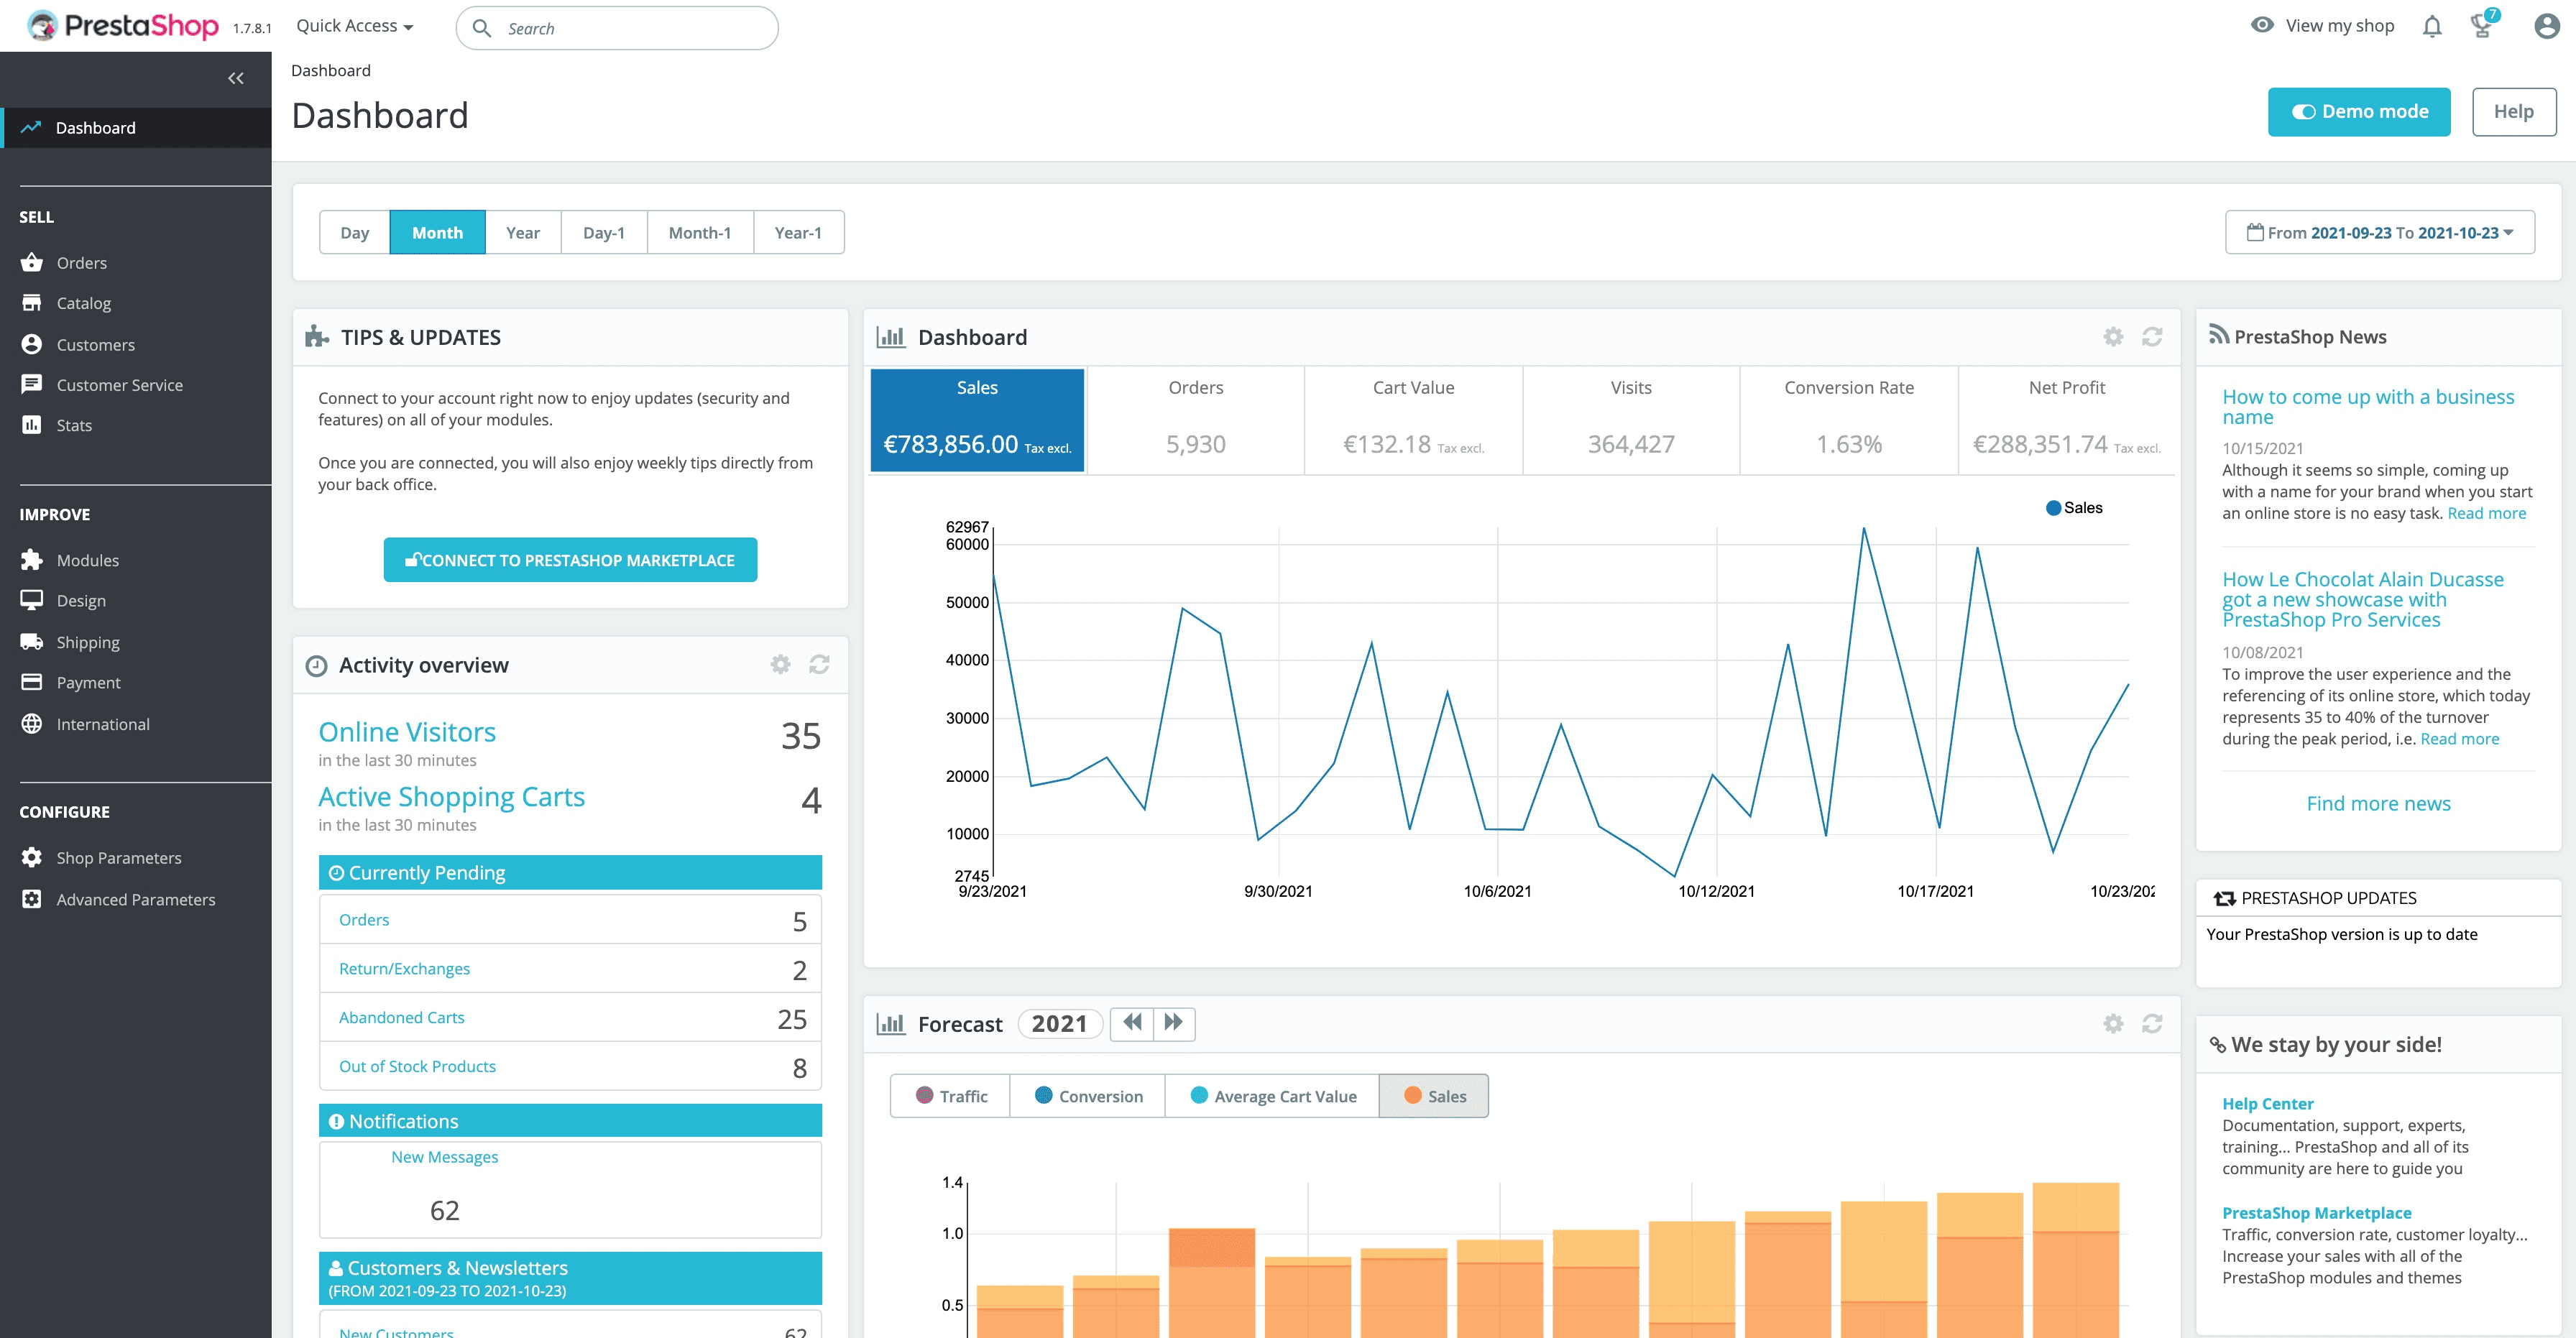 PrestaShop 1.7.8.1 Quick Access Search View my shop 7
Dashboard
Dashboard
Demo mode Help
Dashboard
SELL
Orders
Catalog
Customers
Customer Service
Stats
IMPROVE
Modules
Design
Shipping
Payment
International
CONFIGURE
Shop Parameters
Advanced Parameters
Day Month Year Day-1 Month-1 Year-1
From 2021-09-23 To 2021-10-23
TIPS & UPDATES
Connect to your account right now to enjoy updates (security and
features) on all of your modules.
Once you are connected, you will also enjoy weekly tips directly from
your back office.
CONNECT TO PRESTASHOP MARKETPLACE
Activity overview
Online Visitors 35
in the last 30 minutes
Active Shopping Carts 4
in the last 30 minutes
Currently Pending
Orders 5
Return/Exchanges 2
Abandoned Carts 25
Out of Stock Products 8
Notifications
New Messages
62
Customers & Newsletters
(FROM 2021-09-23 TO 2021-10-23)
New Customers 62
Dashboard
Sales Orders Cart Value Visits Conversion Rate Net Profit
€783,856.00 Tax excl. 5,930 €132.18 Tax excl. 364,427 1.63% €288,351.74 Tax excl.
Sales
62967
60000
50000
40000
30000
20000
10000
2745
9/23/2021 9/30/2021 10/6/2021 10/12/2021 10/17/2021 10/23/202
Forecast 2021
Traffic Conversion Average Cart Value Sales
1.4
1.0
0.5
PrestaShop News
How to come up with a business
name
10/15/2021
Although it seems so simple, coming up
with a name for your brand when you start
an online store is no easy task. Read more
How Le Chocolat Alain Ducasse
got a new showcase with
PrestaShop Pro Services
10/08/2021
To improve the user experience and the
referencing of its online store, which today
represents 35 to 40% of the turnover
during the peak period, i.e. Read more
Find more news
PRESTASHOP UPDATES
Your PrestaShop version is up to date
We stay by your side!
Help Center
Documentation, support, experts,
training... PrestaShop and all of its
community are here to guide you
PrestaShop Marketplace
Traffic, conversion rate, customer loyalty...
Increase your sales with all of the
PrestaShop modules and themes